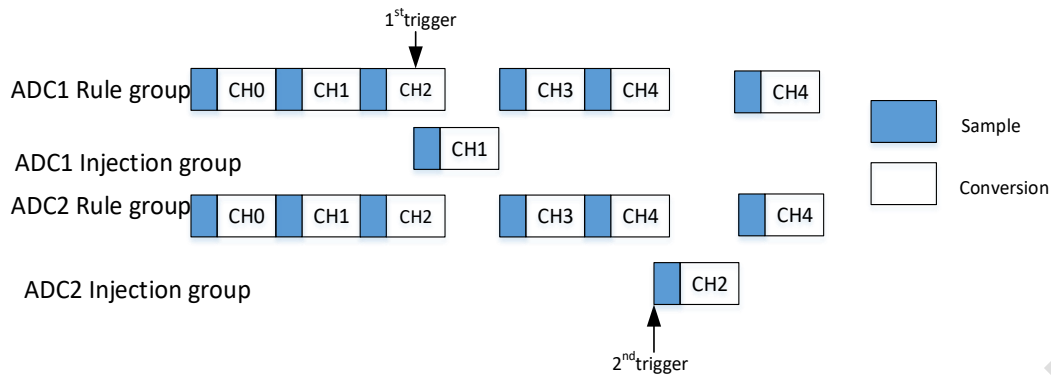 1st trigger
ADC1 Rule group CH0 CH1 CH2 CH3 CH4 CH4
Sample
ADC1 Injection group CH1
Conversion
ADC2 Rule group CH0 CH1 CH2 CH3 CH4 CH4
ADC2 Injection group CH2
2nd trigger